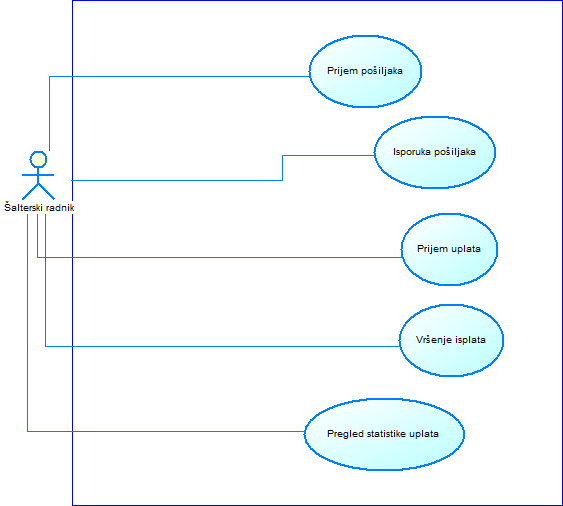 Prijem pošiljaka
Isporuka pošiljaka
Šalterski radnik
Prijem uplata
Vršenje isplata
Pregled statistike uplata